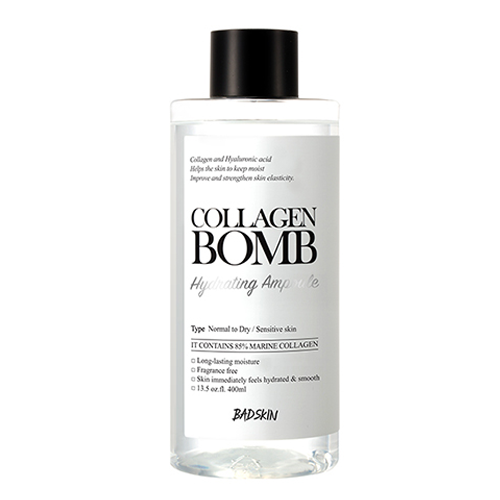 Collagen and Hyaluronic acid
Helps the skin to keep moist
Improve and strengthen skin elasticity.
COLLAGEN
BOMB
Hydrating Ampoule
Type Normal to Dry / Sensitive skin
IT CONTAINS 85% MARINE COLLAGEN
□ Long-lasting moisture
□ Fragrance free
□ Skin immediately feels hydrated & smooth
□ 13.5 oz.fl. 400ml
BADSKIN